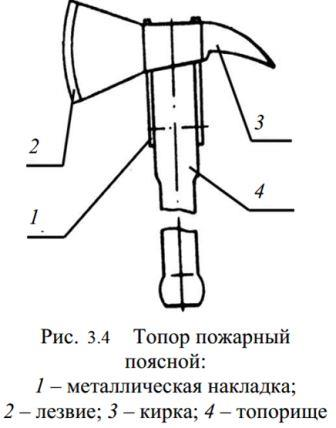 3
2
1
4
Рис. 3.4 Топор пожарный
поясной:
1 – металлическая накладка;
2 – лезвие; 3 – кирка; 4 – топорище